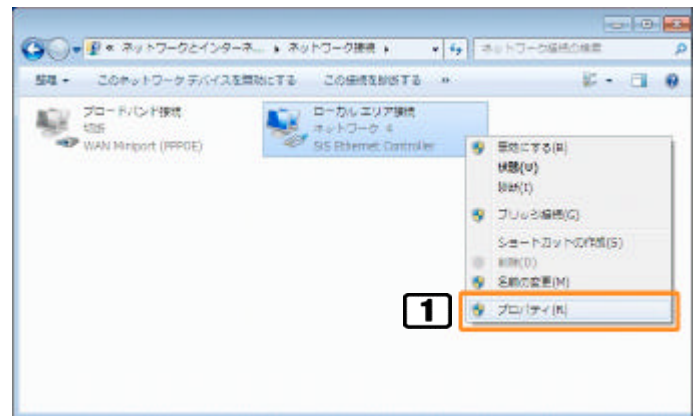 ネットワークとインターネ... ▸ ネットワーク接続 ▸
ネットワーク接続の検索
整理 ▾ このネットワーク デバイスを無効にする この接続を診断する »
ブロードバンド接続
切断
WAN Miniport (PPPOE)
ローカル エリア接続
ネットワーク 4
SiS Ethernet Controller
無効にする(B)
状態(U)
診断(I)
ブリッジ接続(G)
ショートカットの作成(S)
削除(D)
名前の変更(M)
1
プロパティ(R)